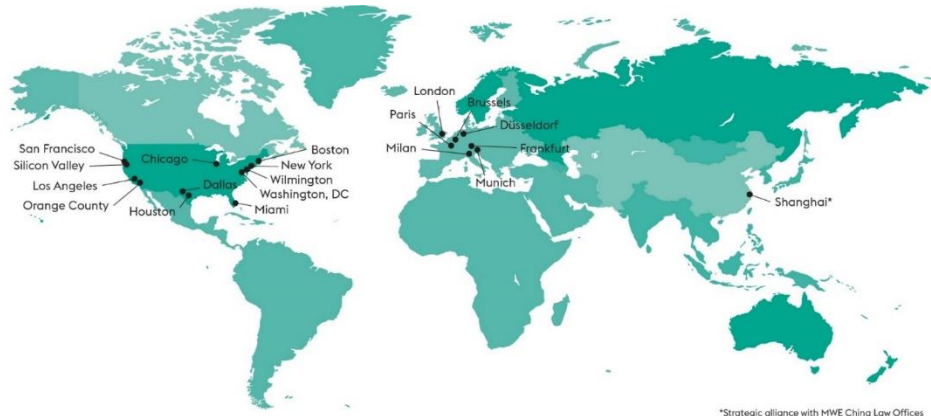 London
Brussels
Paris
Düsseldorf
Milan
Frankfurt
Munich
San Francisco
Silicon Valley
Los Angeles
Orange County
Chicago
Dallas
Houston
Boston
New York
Wilmington
Washington, DC
Miami
Shanghai*
*Strategic alliance with MWE China Law Offices